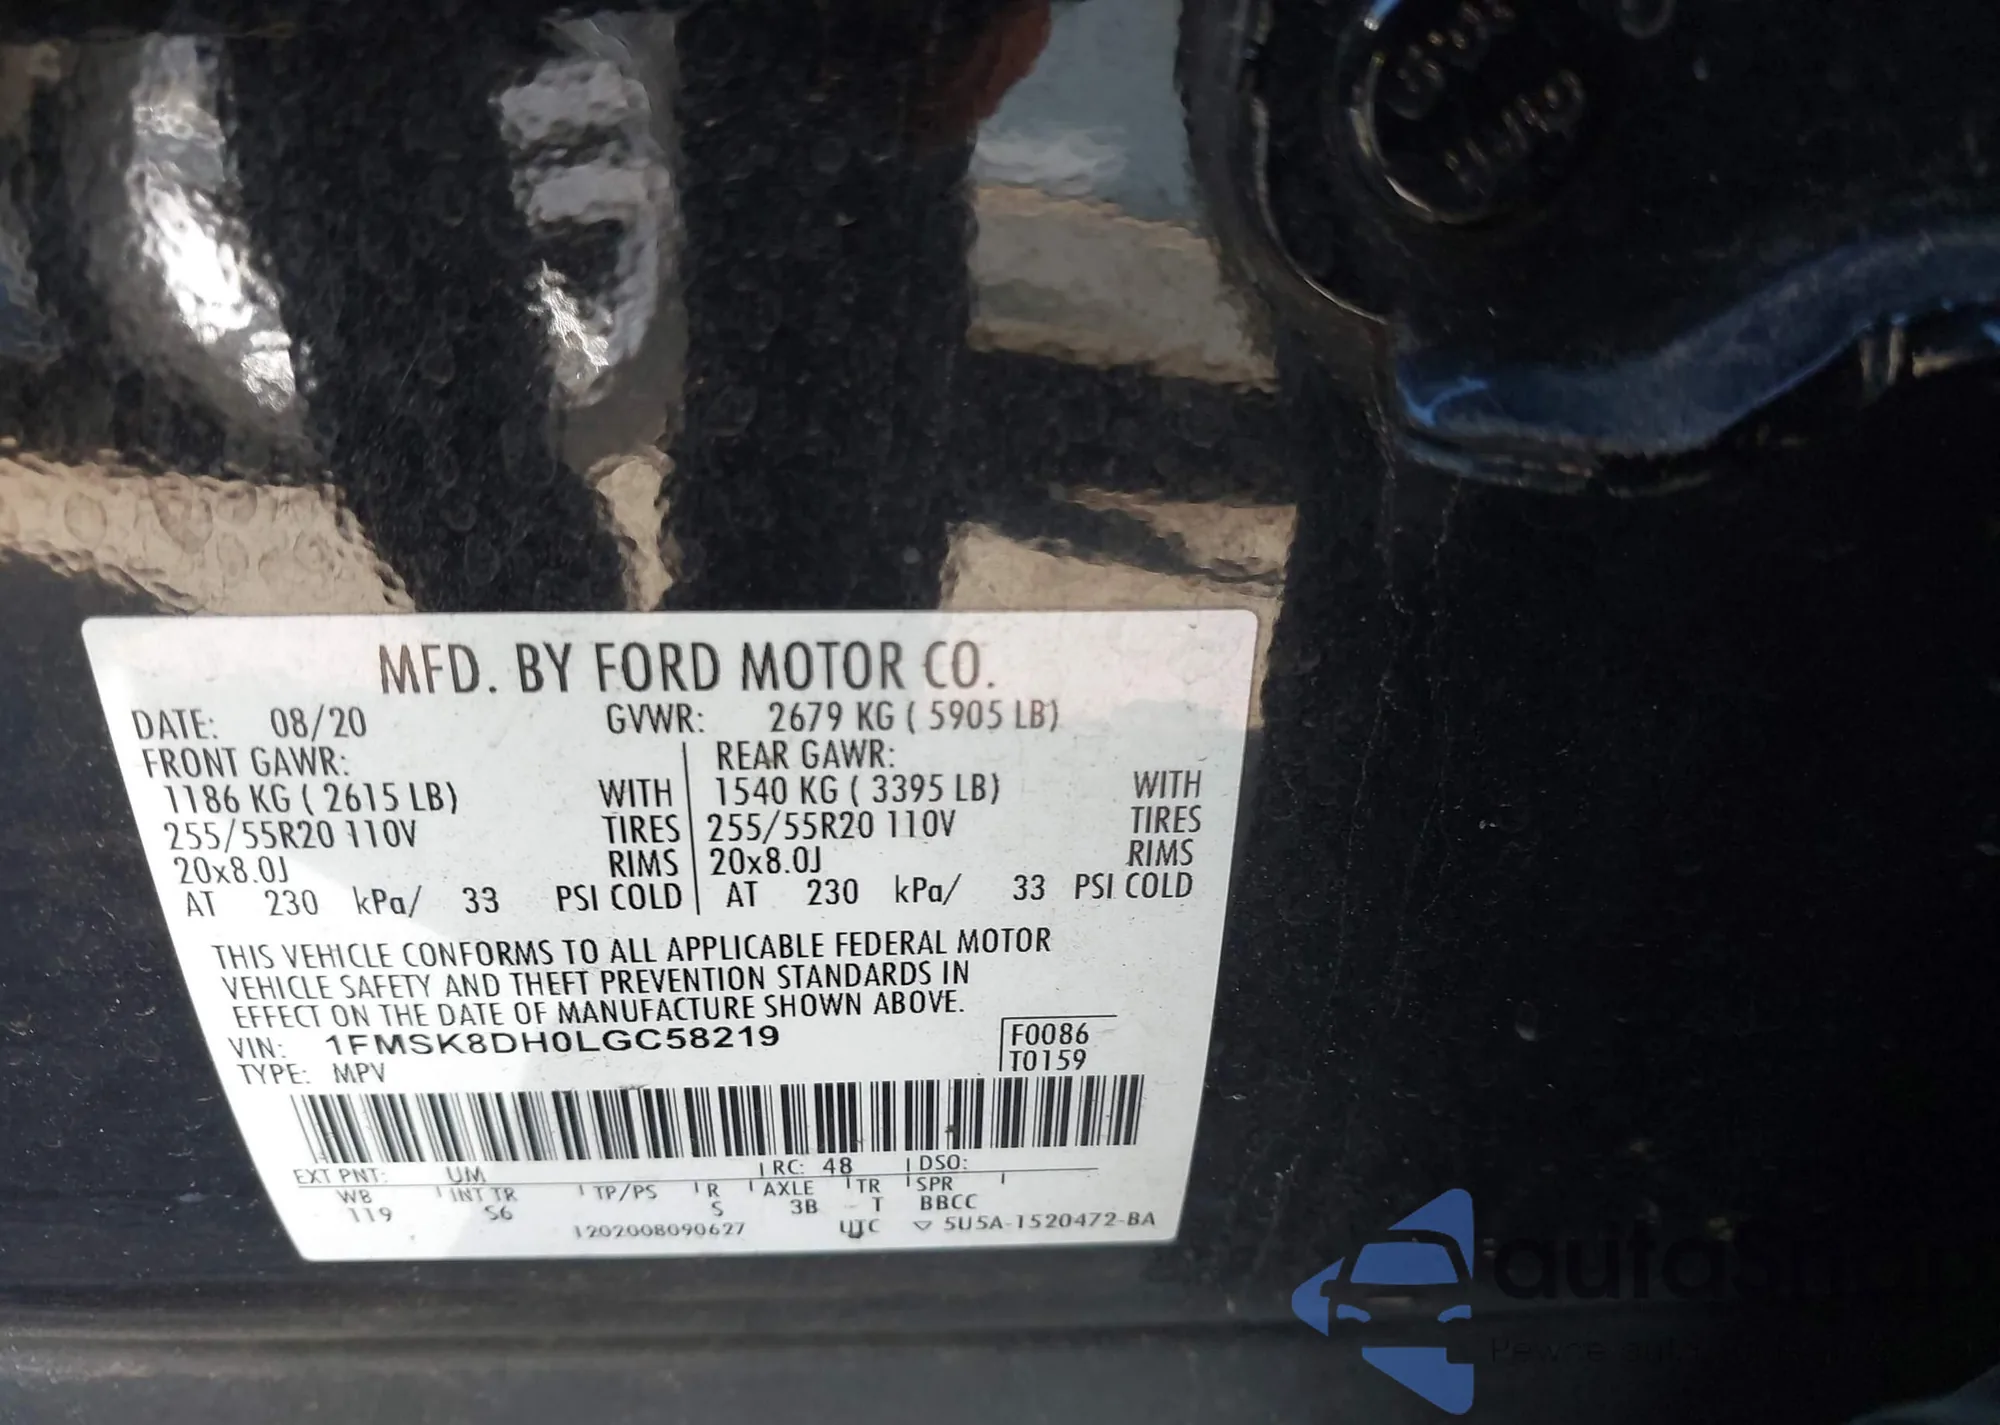 MFD. BY FORD MOTOR CO.
DATE: 08/20 GVWR: 2679 KG ( 5905 LB)
FRONT GAWR: REAR GAWR:
1186 KG ( 2615 LB) WITH 1540 KG ( 3395 LB) WITH
255/55R20 110V TIRES 255/55R20 110V TIRES
20x8.0J RIMS 20x8.0J RIMS
AT 230 kPa/ 33 PSI COLD AT 230 kPa/ 33 PSI COLD
THIS VEHICLE CONFORMS TO ALL APPLICABLE FEDERAL MOTOR
VEHICLE SAFETY AND THEFT PREVENTION STANDARDS IN
EFFECT ON THE DATE OF MANUFACTURE SHOWN ABOVE.
VIN: 1FMSK8DH0LGC58219 F0086
TYPE: MPV T0159
EXT PNT: UM RC: 48 DSO:
WB INT TR TP/PS R AXLE TR SPR
119 S6 S 3B T BBCC
1202008090627 UTC ▽ 5U5A-1520472-BA
Pewne auta